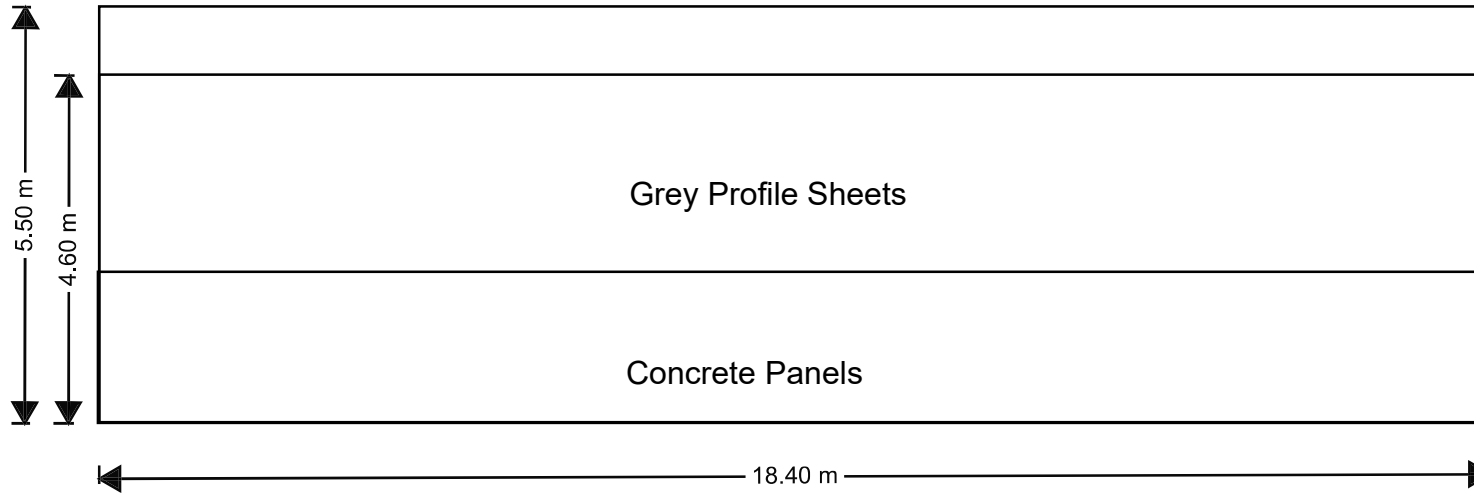 5.50 m
4.60 m
Grey Profile Sheets
Concrete Panels
18.40 m